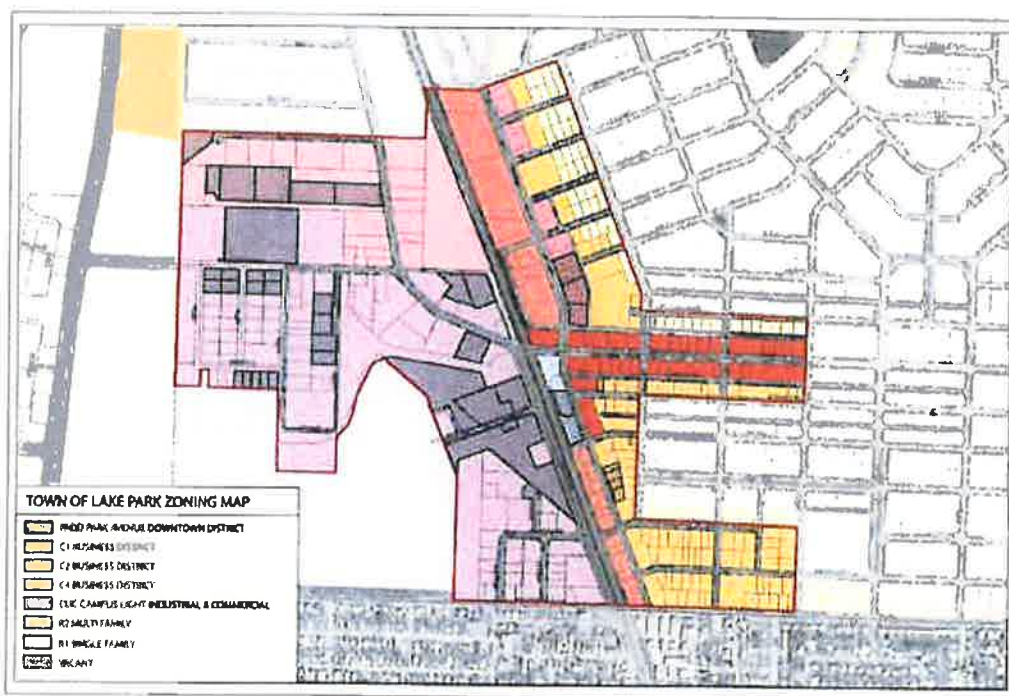 TOWN OF LAKE PARK ZONING MAP
PADD PARK AVENUE DOWNTOWN DISTRICT
C1 BUSINESS DISTRICT
C2 BUSINESS DISTRICT
C4 BUSINESS DISTRICT
CLIC CAMPUS LIGHT INDUSTRIAL & COMMERCIAL
R2 MULTI FAMILY
R1 SINGLE FAMILY
VACANT